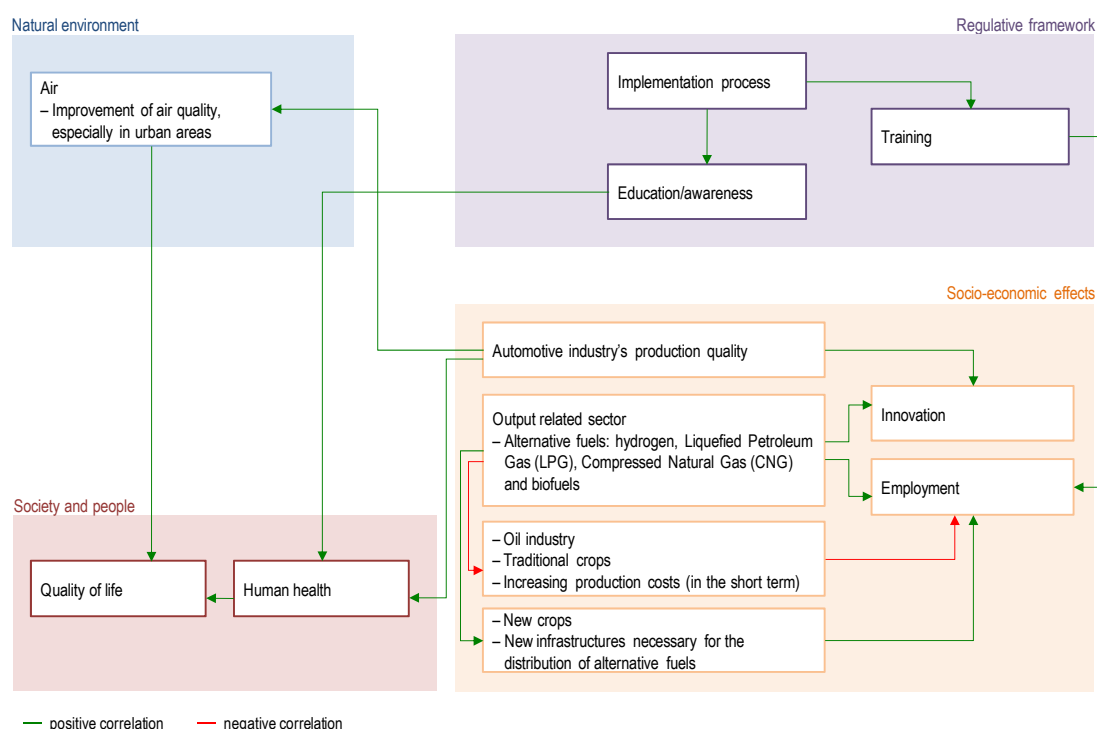 Natural environment
Regulative framework
Air
– Improvement of air quality,
especially in urban areas
Implementation process
Training
Education/awareness
Socio-economic effects
Automotive industry's production quality
Innovation
Output related sector
– Alternative fuels: hydrogen, Liquefied Petroleum
Gas (LPG), Compressed Natural Gas (CNG)
and biofuels
Employment
Society and people
– Oil industry
– Traditional crops
– Increasing production costs (in the short term)
Quality of life
Human health
– New crops
– New infrastructures necessary for the
distribution of alternative fuels
positive correlation
negative correlation